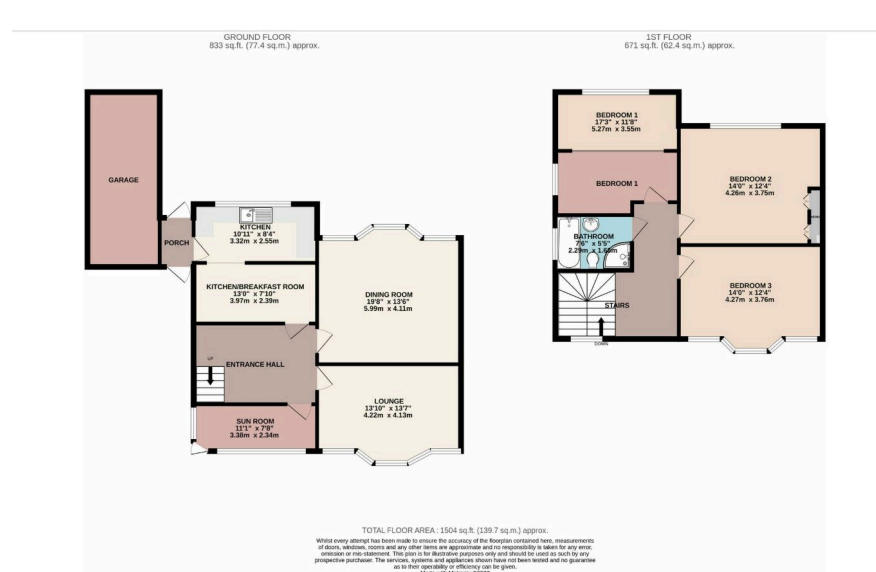 GROUND FLOOR
833 sq.ft. (77.4 sq.m.) approx.
GARAGE
PORCH
KITCHEN
10'11" x 8'4"
3.32m x 2.55m
KITCHEN/BREAKFAST ROOM
13'0" x 7'10"
3.97m x 2.39m
DINING ROOM
19'8" x 13'6"
5.99m x 4.11m
UP
ENTRANCE HALL
LOUNGE
13'10" x 13'7"
4.22m x 4.13m
SUN ROOM
11'1" x 7'8"
3.38m x 2.34m
1ST FLOOR
671 sq.ft. (62.4 sq.m.) approx.
BEDROOM 1
17'3" x 11'8"
5.27m x 3.55m
BEDROOM 1
BEDROOM 2
14'0" x 12'4"
4.26m x 3.75m
BATHROOM
7'6" x 5'5"
2.29m x 1.65m
BEDROOM 3
14'0" x 12'4"
4.27m x 3.76m
STAIRS
DOWN
TOTAL FLOOR AREA : 1504 sq.ft. (139.7 sq.m.) approx.
Whilst every attempt has been made to ensure the accuracy of the floorplan contained here, measurements
of doors, windows, rooms and any other items are approximate and no responsibility is taken for any error,
omission or mis-statement. This plan is for illustrative purposes only and should be used as such by any
prospective purchaser. The services, systems and appliances shown have not been tested and no guarantee
as to their operability or efficiency can be given.